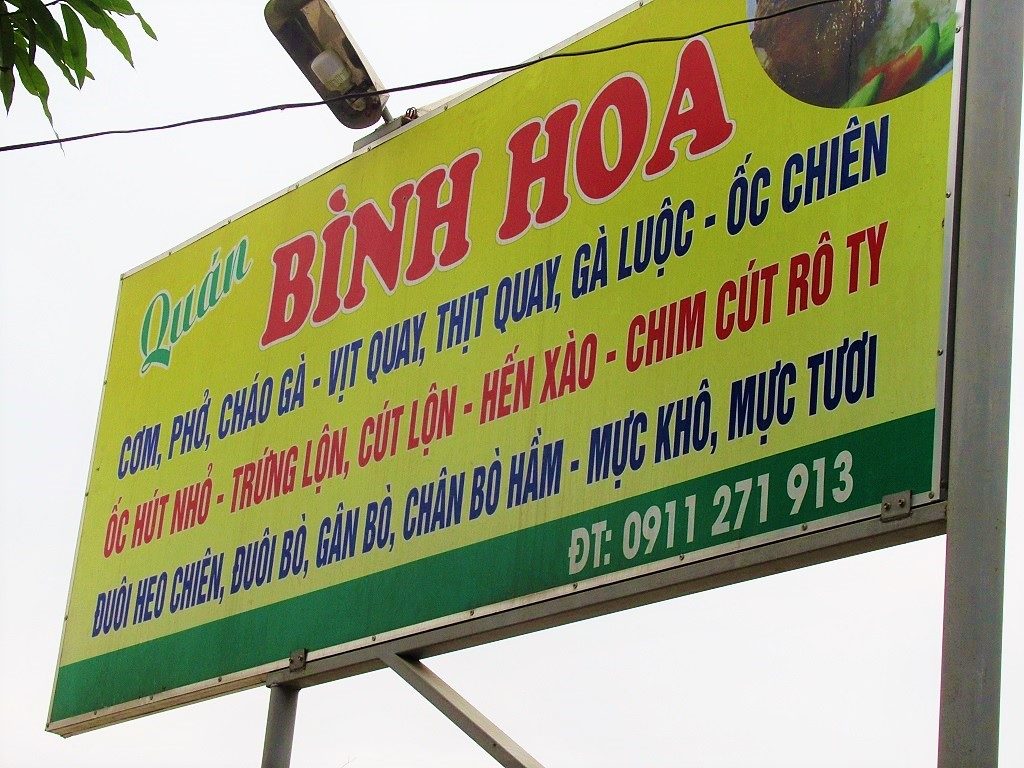 Quán BÌNH HOA
CƠM, PHỞ, CHÁO GÀ - VỊT QUAY, THỊT QUAY, GÀ LUỘC - ỐC CHIÊN
ỐC HÚT NHỎ - TRỨNG LỘN, CÚT LỘN - HẾN XÀO - CHIM CÚT RÔ TY
ĐUÔI HEO CHIÊN, ĐUÔI BÒ, GÂN BÒ, CHÂN BÒ HẦM - MỰC KHÔ, MỰC TƯƠI
ĐT: 0911 271 913